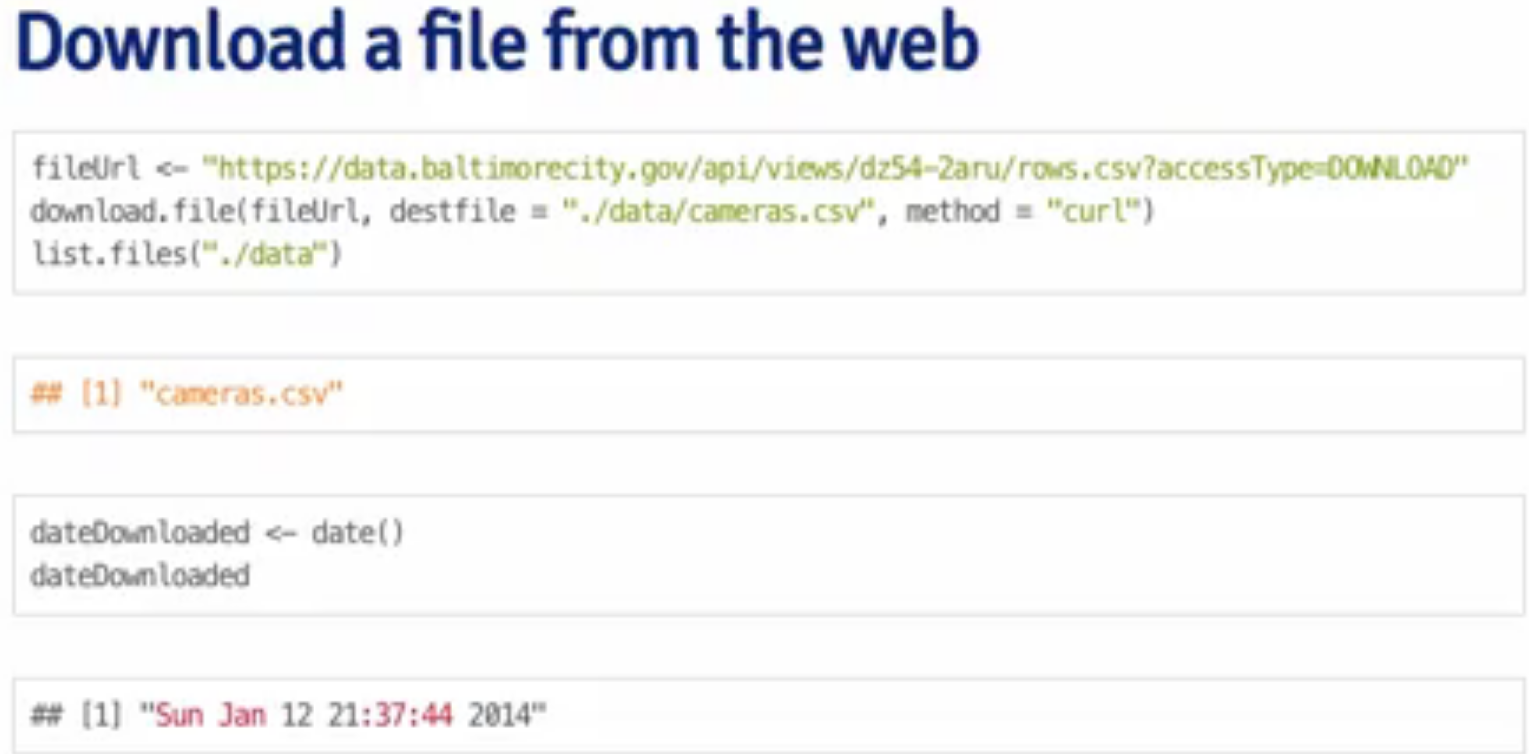 Download a file from the web
fileUrl <- "https://data.baltimorecity.gov/api/views/dz54-2aru/rows.csv?accessType=DOWNLOAD"
download.file(fileUrl, destfile = "./data/cameras.csv", method = "curl")
list.files("./data")
## [1] "cameras.csv"
dateDownloaded <- date()
dateDownloaded
## [1] "Sun Jan 12 21:37:44 2014"